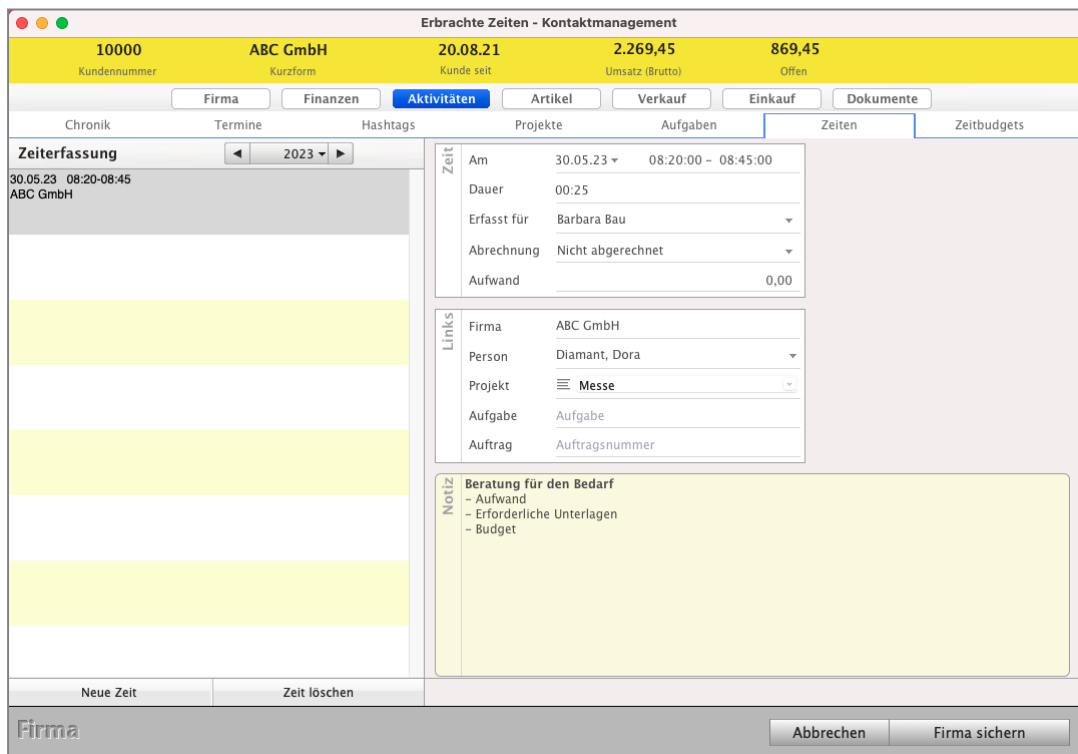 Erbrachte Zeiten - Kontaktmanagement
10000 ABC GmbH 20.08.21 2.269,45 869,45
Kundennummer Kurzform Kunde seit Umsatz (Brutto) Offen
Firma Finanzen Aktivitäten Artikel Verkauf Einkauf Dokumente
Chronik Termine Hashtags Projekte Aufgaben Zeiten Zeitbudgets
Zeiterfassung 2023
30.05.23 08:20-08:45
ABC GmbH
Zeit
Am 30.05.23 08:20:00 – 08:45:00
Dauer 00:25
Erfasst für Barbara Bau
Abrechnung Nicht abgerechnet
Aufwand 0,00
Links
Firma ABC GmbH
Person Diamant, Dora
Projekt Messe
Aufgabe Aufgabe
Auftrag Auftragsnummer
Notiz
Beratung für den Bedarf
– Aufwand
– Erforderliche Unterlagen
– Budget
Neue Zeit Zeit löschen
Firma Abbrechen Firma sichern